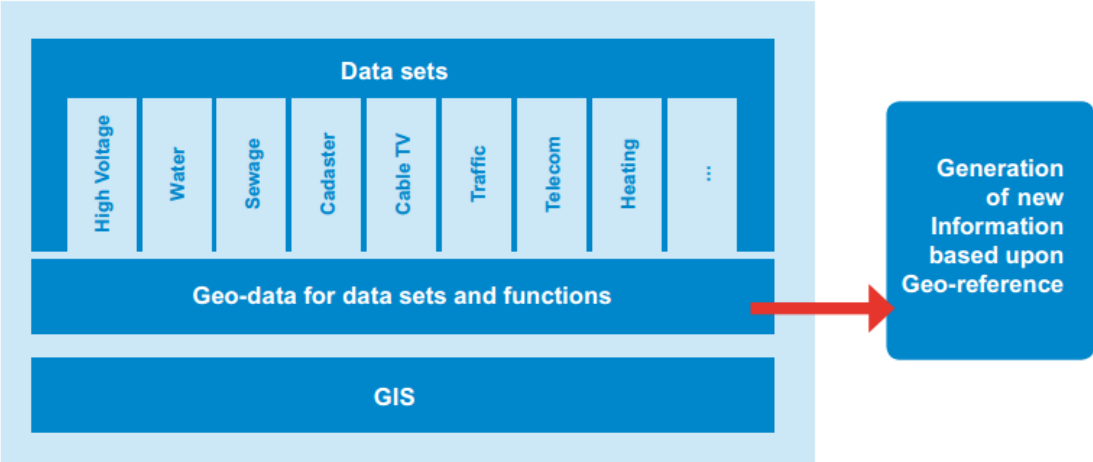 Data sets
High Voltage
Water
Sewage
Cadaster
Cable TV
Traffic
Telecom
Heating
...
Geo-data for data sets and functions
GIS
Generation
of new
Information
based upon
Geo-reference